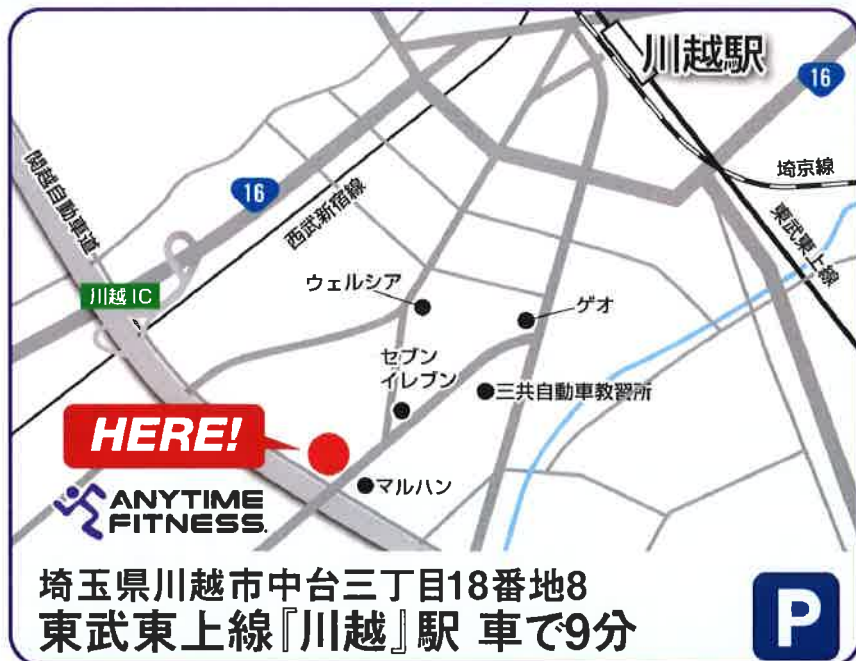 川越駅
16
埼京線
関越自動車道
16
西武新宿線
東武東上線
川越IC
ウェルシア
ゲオ
セブン
イレブン
三共自動車教習所
HERE!
マルハン
ANYTIME
FITNESS.
埼玉県川越市中台三丁目18番地8
東武東上線『川越』駅 車で9分
P